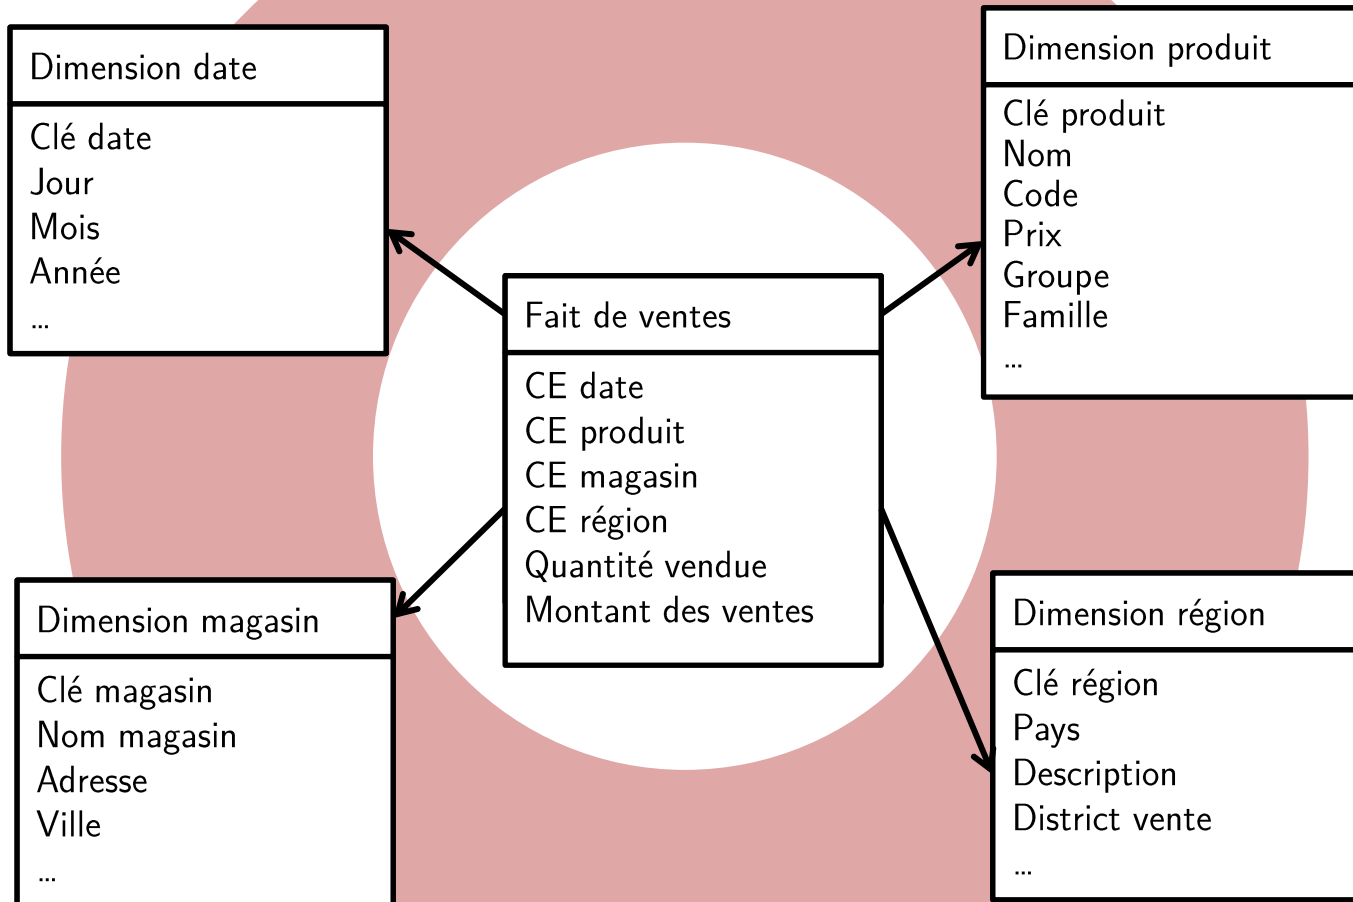 Dimension date
Clé date
Jour
Mois
Année
...
Dimension produit
Clé produit
Nom
Code
Prix
Groupe
Famille
...
Fait de ventes
CE date
CE produit
CE magasin
CE région
Quantité vendue
Montant des ventes
Dimension magasin
Clé magasin
Nom magasin
Adresse
Ville
...
Dimension région
Clé région
Pays
Description
District vente
...